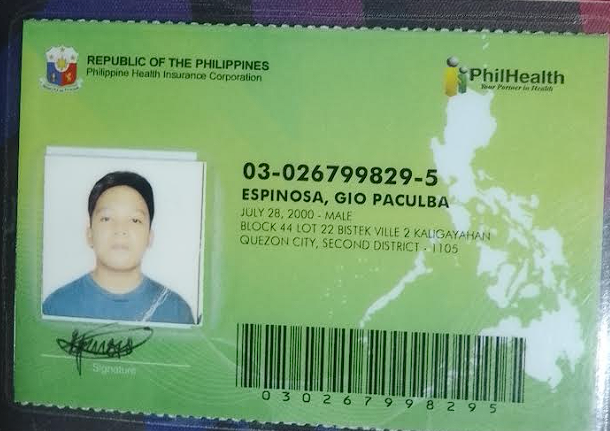 REPUBLIC OF THE PHILIPPINES
Philippine Health Insurance Corporation
PhilHealth
Your Partner in Health
03-026799829-5
ESPINOSA, GIO PACULBA
JULY 28, 2000 - MALE
BLOCK 44 LOT 22 BISTEK VILLE 2 KALIGAYAHAN
QUEZON CITY, SECOND DISTRICT - 1105
Signature
030267998295